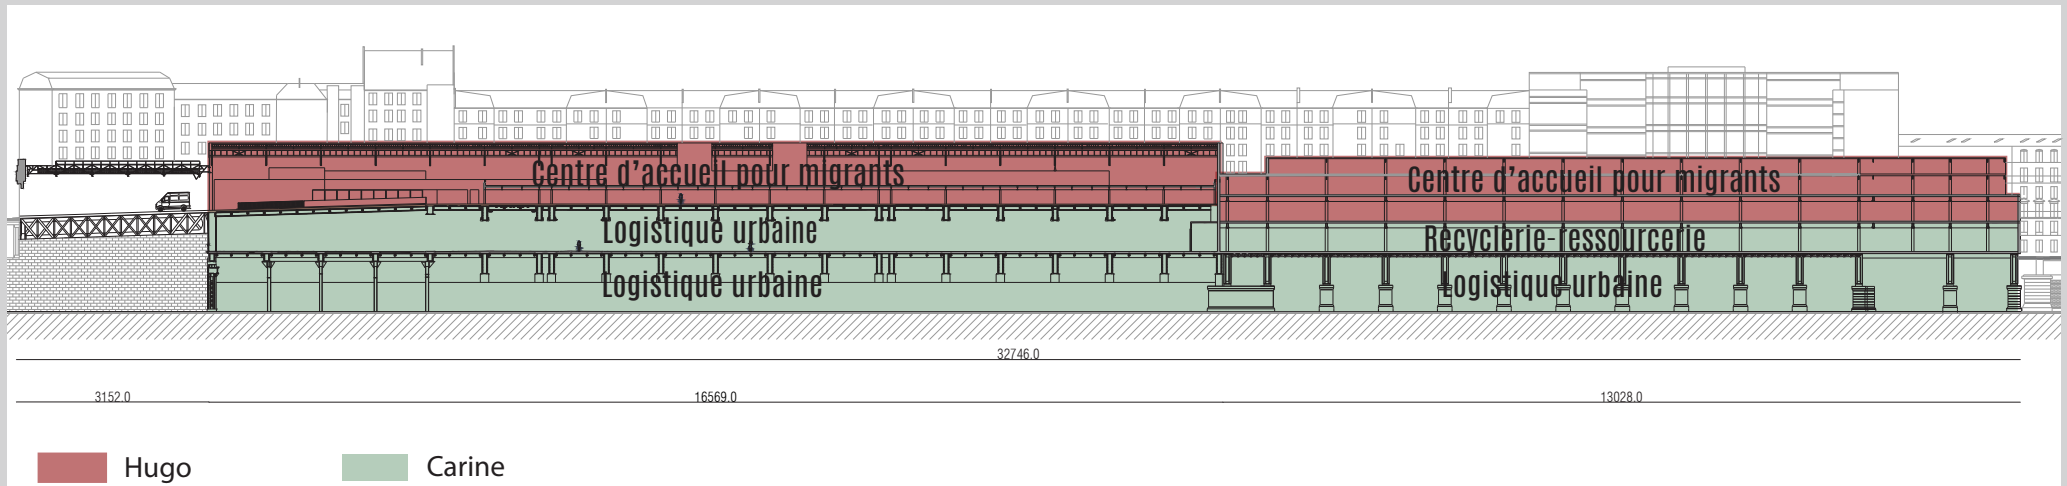 Centre d'accueil pour migrants
Centre d'accueil pour migrants
Logistique urbaine
Recyclerie-ressourcerie
Logistique urbaine
Logistique urbaine
32746.0
3152.0
16569.0
13028.0
Hugo
Carine